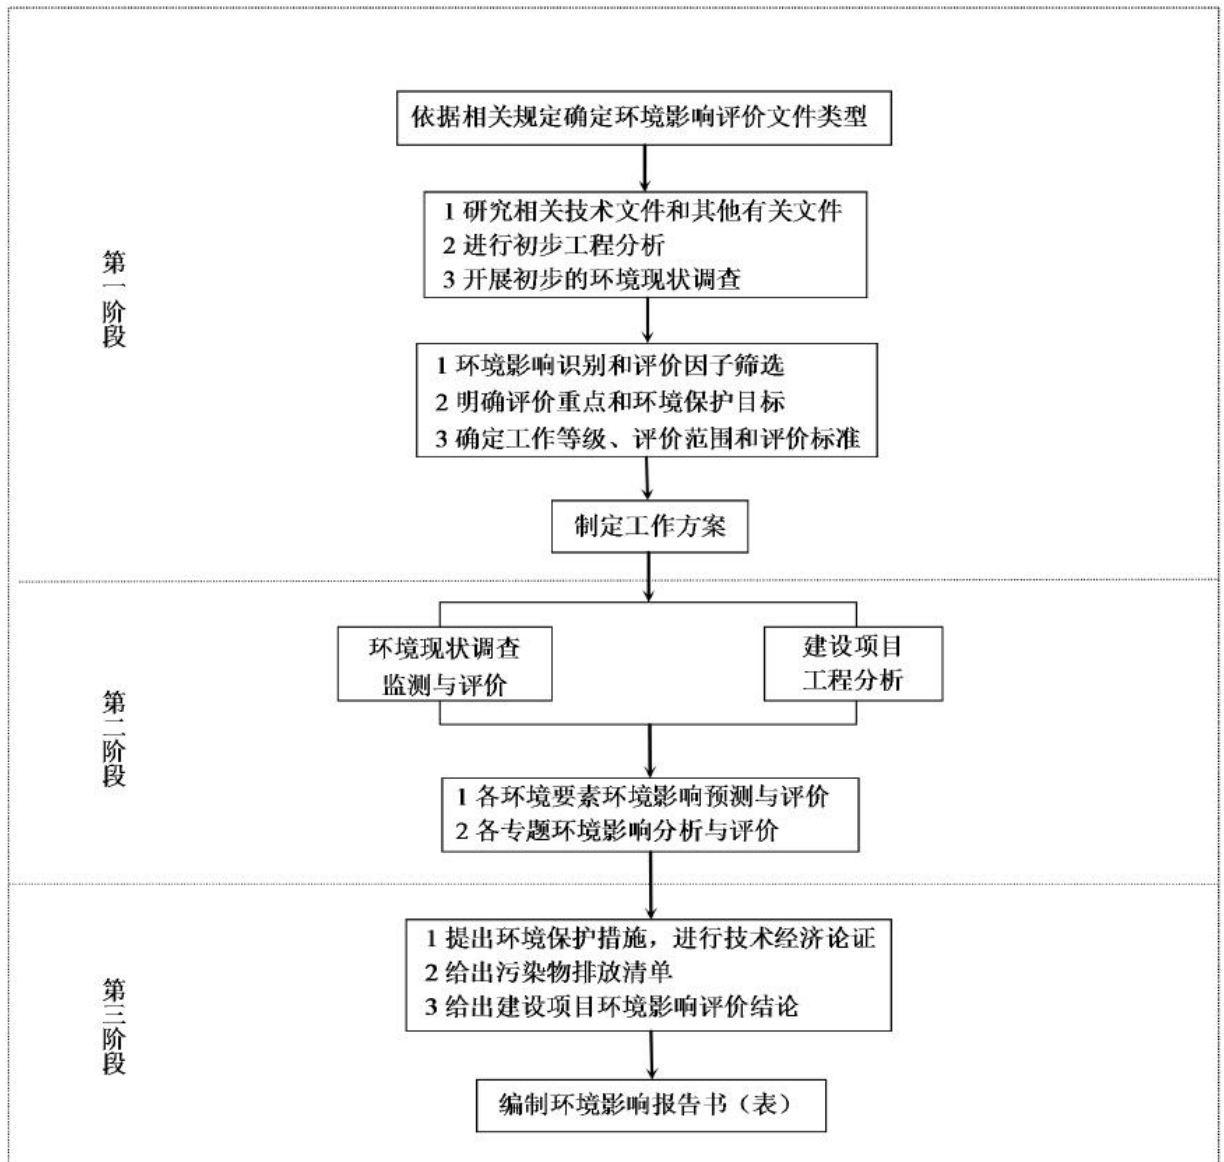 依据相关规定确定环境影响评价文件类型
1 研究相关技术文件和其他有关文件
2 进行初步工程分析
3 开展初步的环境现状调查
第一阶段
1 环境影响识别和评价因子筛选
2 明确评价重点和环境保护目标
3 确定工作等级、评价范围和评价标准
制定工作方案
环境现状调查
监测与评价
建设项目
工程分析
第二阶段
1 各环境要素环境影响预测与评价
2 各专题环境影响分析与评价
1 提出环境保护措施，进行技术经济论证
2 给出污染物排放清单
3 给出建设项目环境影响评价结论
第三阶段
编制环境影响报告书（表）